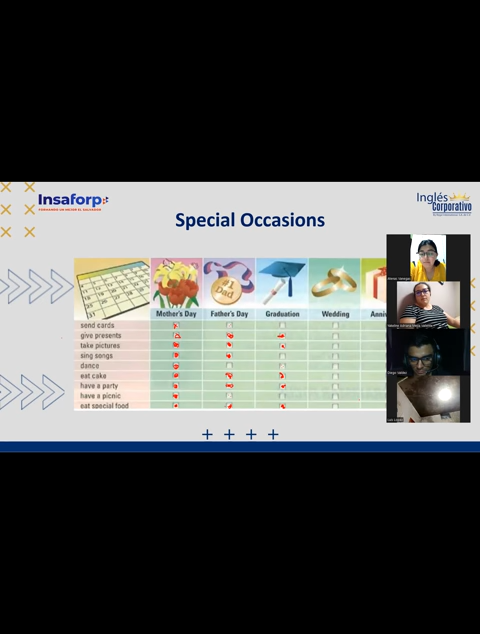 Insaforp
Inglés
Corporativo
Special Occasions
Mother's Day Father's Day Graduation Wedding Anni
send cards
give presents
take pictures
sing songs
dance
eat cake
have a party
have a picnic
eat special food